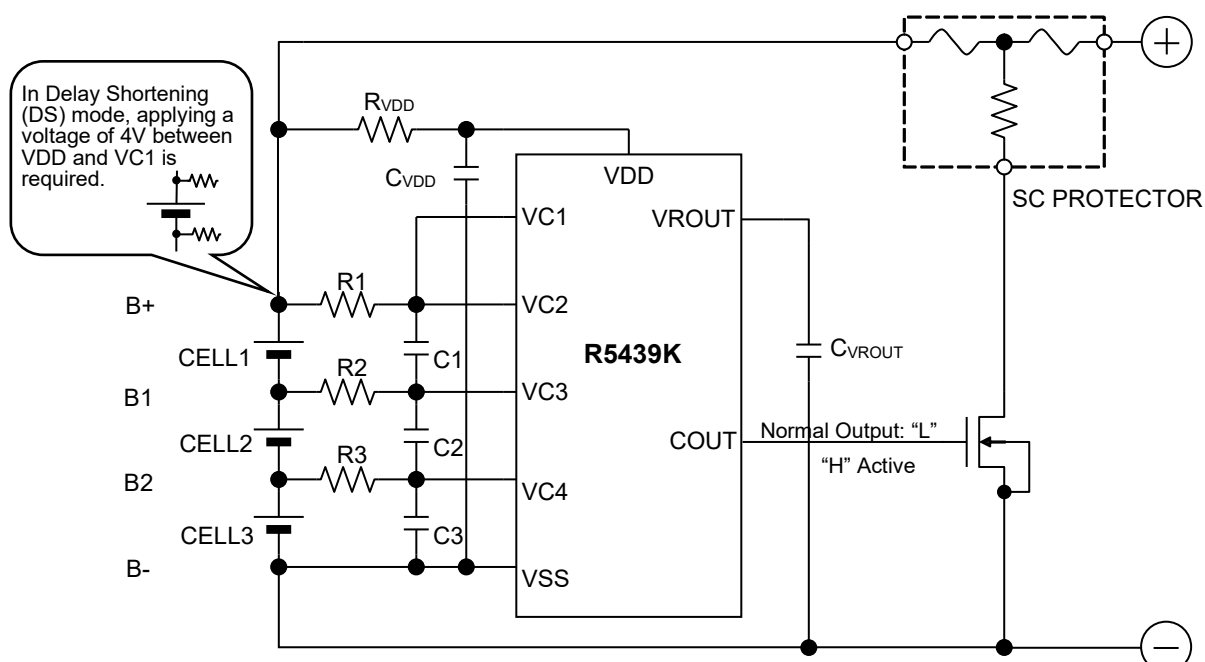 In Delay Shortening
(DS) mode, applying a
voltage of 4V between
VDD and VC1 is
required.
RVDD
CVDD
+
SC PROTECTOR
VDD
VC1
VROUT
B+
R1
VC2
CELL1
C1
R5439K
CVROUT
B1
R2
VC3
CELL2
C2
COUT
Normal Output: “L”
“H” Active
B2
R3
VC4
CELL3
C3
B-
VSS
−